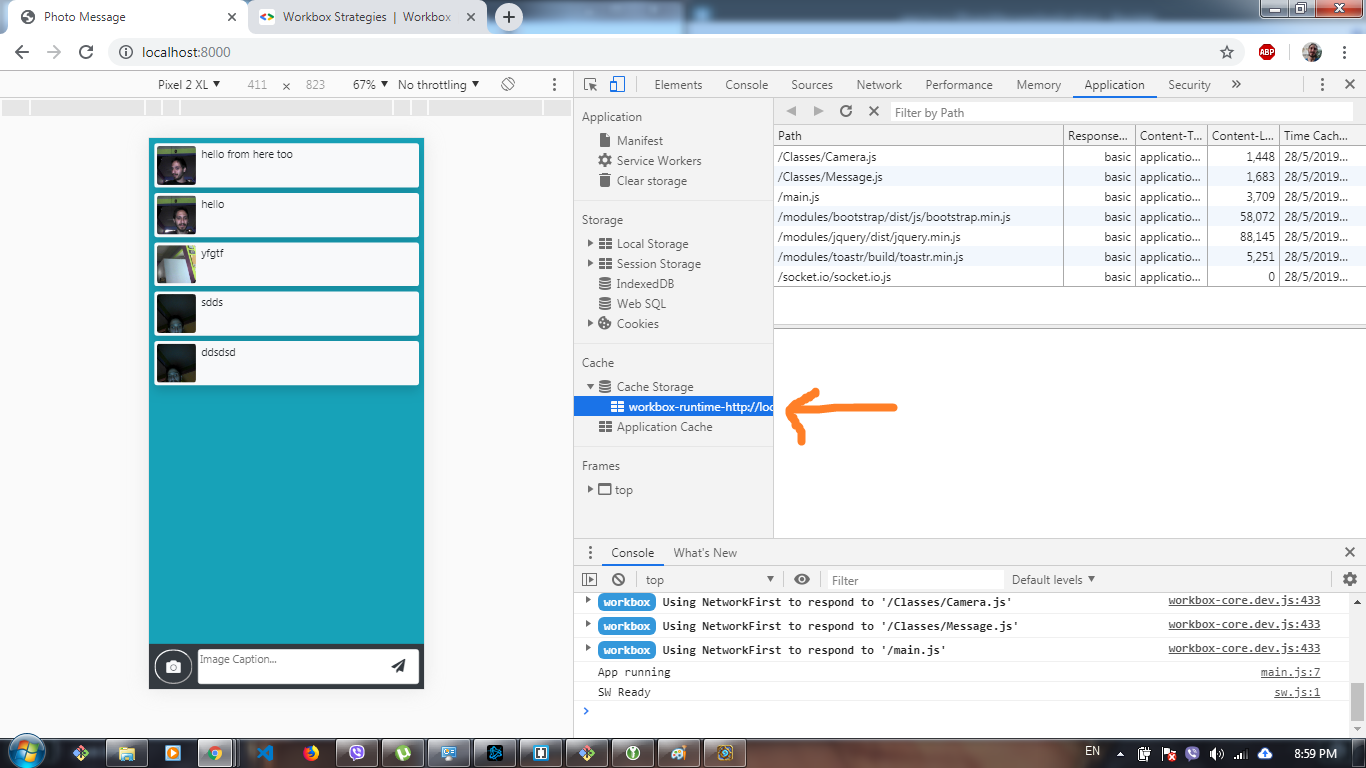 Photo Message
Workbox Strategies | Workbox
localhost:8000
ABP
Pixel 2 XL 411 x 823 67% No throttling
Elements Console Sources Network Performance Memory Application Security
Application
Manifest
Service Workers
Clear storage
Storage
Local Storage
Session Storage
IndexedDB
Web SQL
Cookies
Cache
Cache Storage
workbox-runtime-http://loc
Application Cache
Frames
top
Filter by Path
Path Response... Content-T... Content-L... Time Cach...
/Classes/Camera.js basic applicatio... 1,448 28/5/2019...
/Classes/Message.js basic applicatio... 1,683 28/5/2019...
/main.js basic applicatio... 3,709 28/5/2019...
/modules/bootstrap/dist/js/bootstrap.min.js basic applicatio... 58,072 28/5/2019...
/modules/jquery/dist/jquery.min.js basic applicatio... 88,145 28/5/2019...
/modules/toastr/build/toastr.min.js basic applicatio... 5,251 28/5/2019...
/socket.io/socket.io.js basic applicatio... 0 28/5/2019...
hello from here too
hello
yfgtf
sdds
ddsdsd
Image Caption...
Console What's New
top Filter Default levels
workbox Using NetworkFirst to respond to '/Classes/Camera.js' workbox-core.dev.js:433
workbox Using NetworkFirst to respond to '/Classes/Message.js' workbox-core.dev.js:433
workbox Using NetworkFirst to respond to '/main.js' workbox-core.dev.js:433
App running main.js:7
SW Ready sw.js:1
EN 8:59 PM